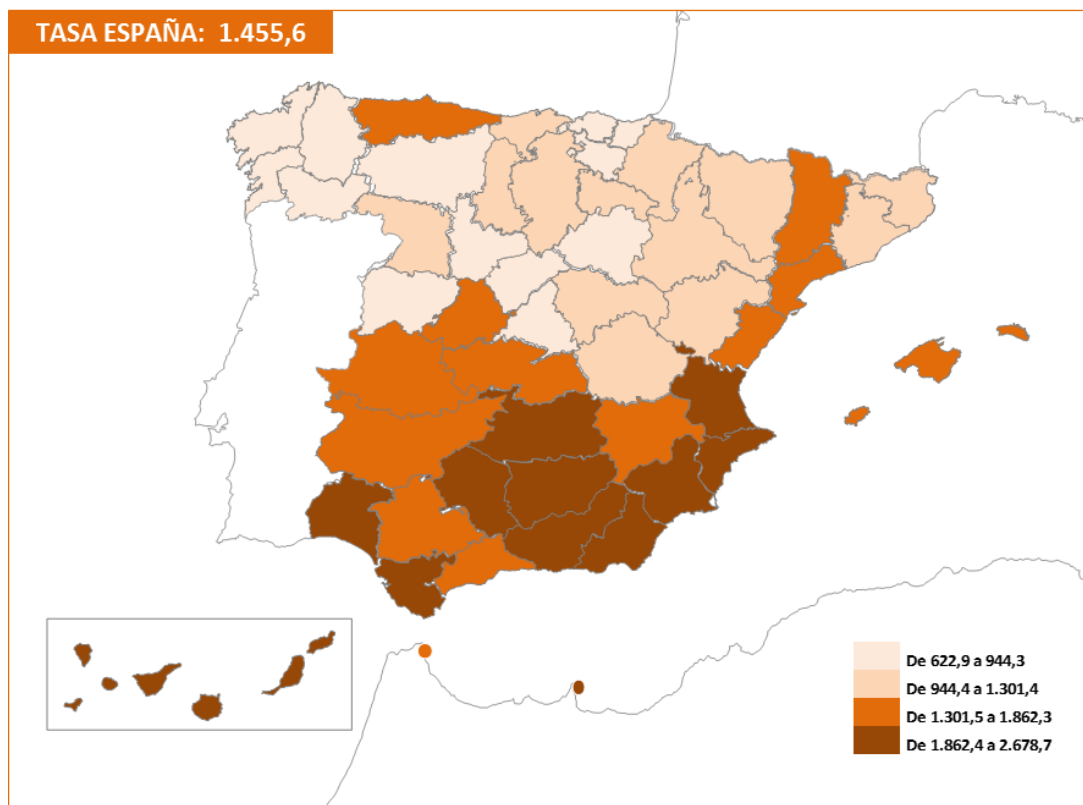 TASA ESPAÑA: 1.455,6
De 622,9 a 944,3
De 944,4 a 1.301,4
De 1.301,5 a 1.862,3
De 1.862,4 a 2.678,7